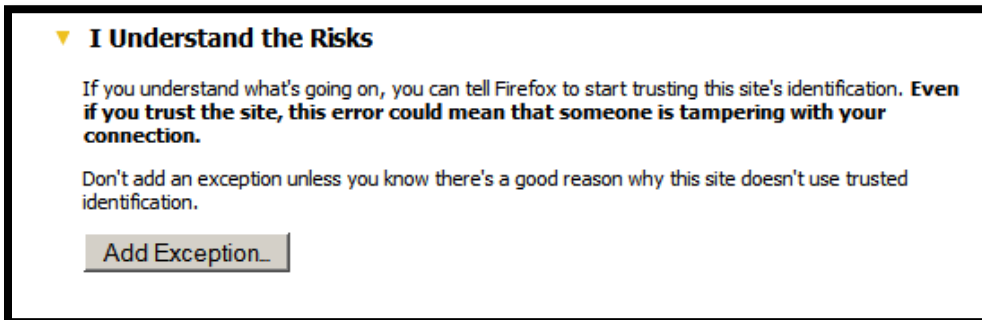 I Understand the Risks
If you understand what's going on, you can tell Firefox to start trusting this site's identification. Even
if you trust the site, this error could mean that someone is tampering with your
connection.
Don't add an exception unless you know there's a good reason why this site doesn't use trusted
identification.
Add Exception...